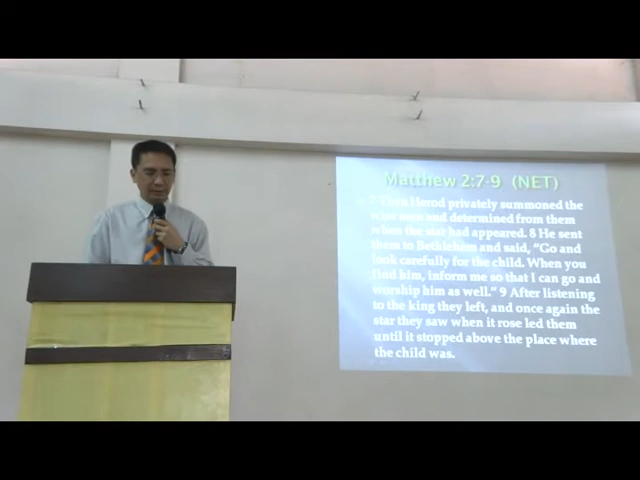 Matthew 2:7-9 (NET)
7 Then Herod privately summoned the
wise men and determined from them
when the star had appeared. 8 He sent
them to Bethlehem and said, “Go and
look carefully for the child. When you
find him, inform me so that I can go and
worship him as well.” 9 After listening
to the king they left, and once again the
star they saw when it rose led them
until it stopped above the place where
the child was.